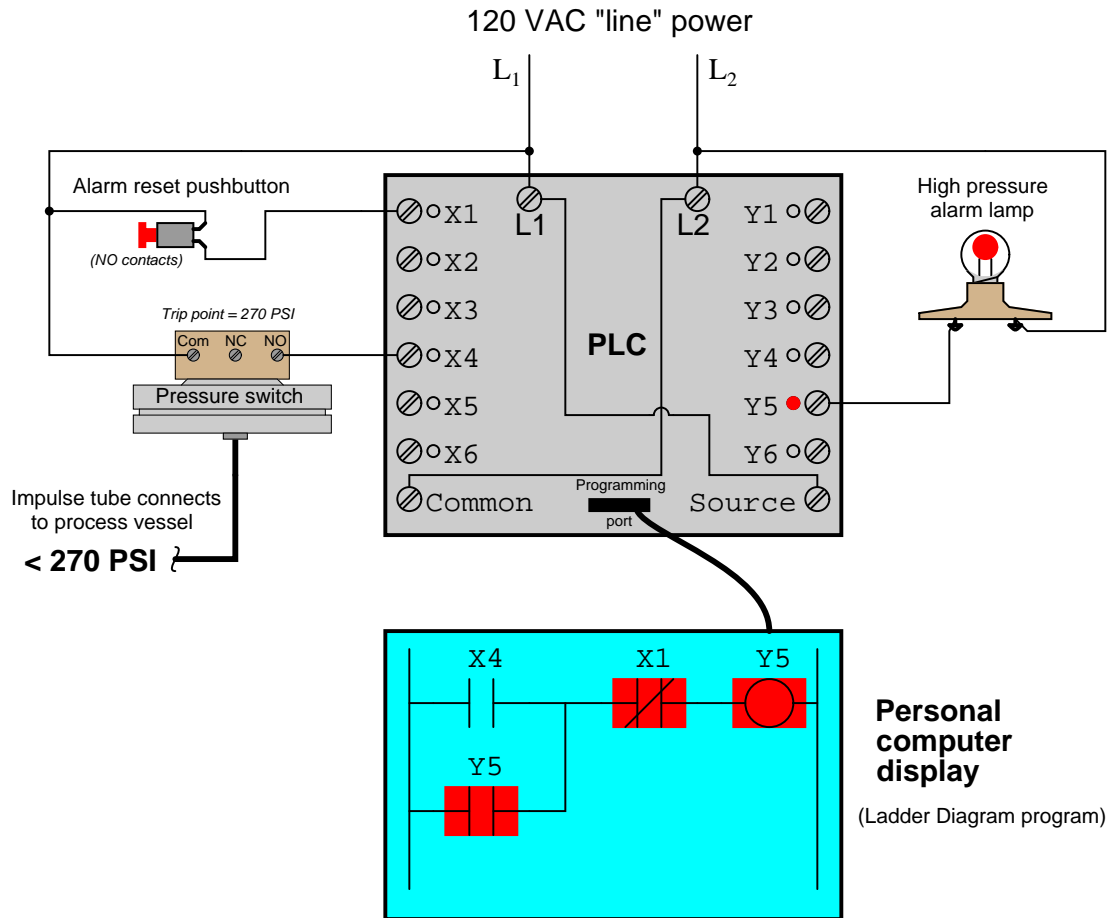 120 VAC "line" power
L1
L2
Alarm reset pushbutton
(NO contacts)
High pressure
alarm lamp
L1
L2
X1
X2
X3
X4
X5
X6
Common
Y1
Y2
Y3
Y4
Y5
Y6
Source
PLC
Programming
port
Trip point = 270 PSI
Com NC NO
Pressure switch
Impulse tube connects
to process vessel
< 270 PSI
X4 X1 Y5
Y5
Personal
computer
display
(Ladder Diagram program)